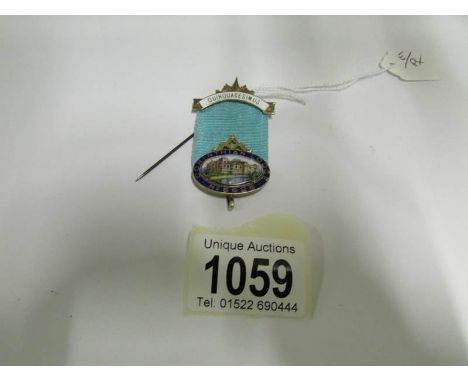 QUINQUAGESIMUS
Unique Auctions
1059
Tel: 01522 690444